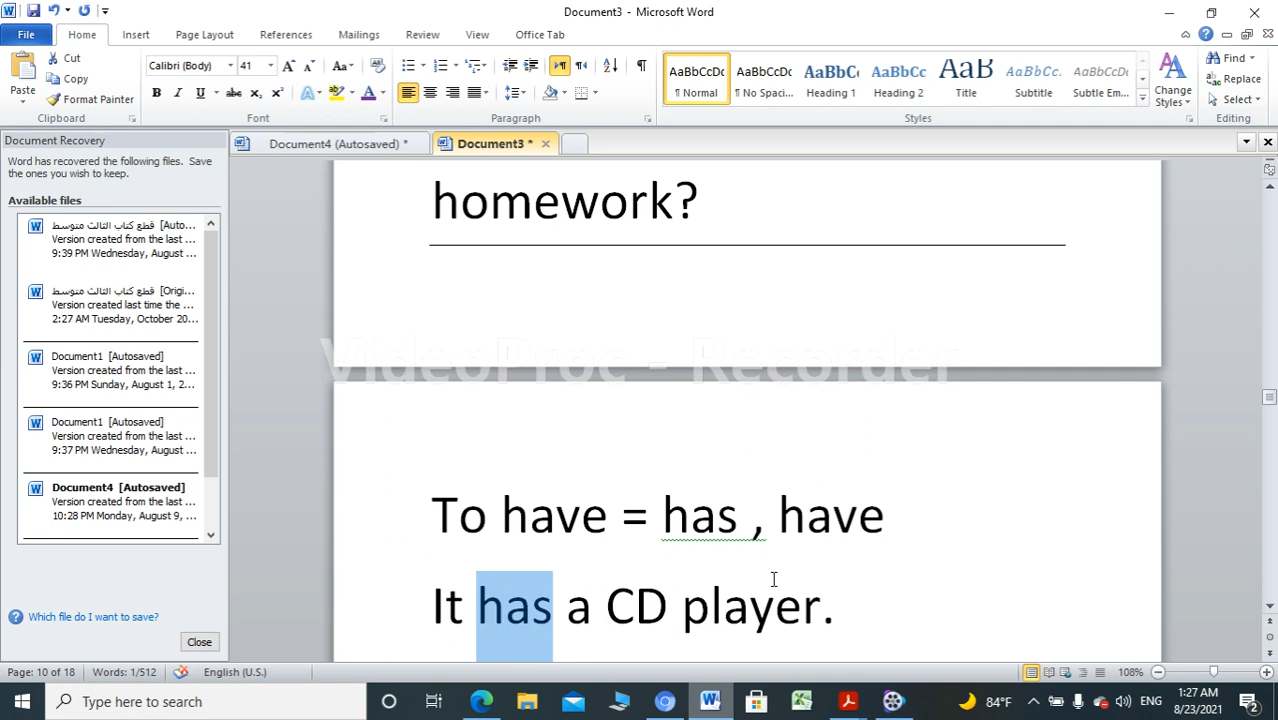 Document3 - Microsoft Word
File Home Insert Page Layout References Mailings Review View Office Tab
Cut
Copy
Format Painter
Paste
Clipboard
Calibri (Body) 41
Font
Paragraph
AaBbCcDc AaBbCcDc AaBbC AaBbCc AaB AaBbCc. AaBbCcDc
¶ Normal ¶ No Spaci... Heading 1 Heading 2 Title Subtitle Subtle Em...
Styles
Change Styles
Find
Replace
Select
Editing
Document Recovery
Word has recovered the following files. Save
the ones you wish to keep.
Available files
قطع كتاب الثالث متوسط [Auto...
Version created from the last ...
9:39 PM Wednesday, August ...
قطع كتاب الثالث متوسط [Origi...
Version created last time the ...
2:27 AM Tuesday, October 20...
Document1 [Autosaved]
Version created from the last ...
9:36 PM Sunday, August 1, 2...
Document1 [Autosaved]
Version created from the last ...
9:37 PM Wednesday, August ...
Document4 [Autosaved]
Version created from the last ...
10:28 PM Monday, August 9, ...
Which file do I want to save?
Close
Document4 (Autosaved) *
Document3 *
homework?
VideoProc - Recorder
To have = has , have
It has a CD player.
Page: 10 of 18 Words: 1/512 English (U.S.) 108%
Type here to search
84°F ENG 1:27 AM
8/23/2021
2